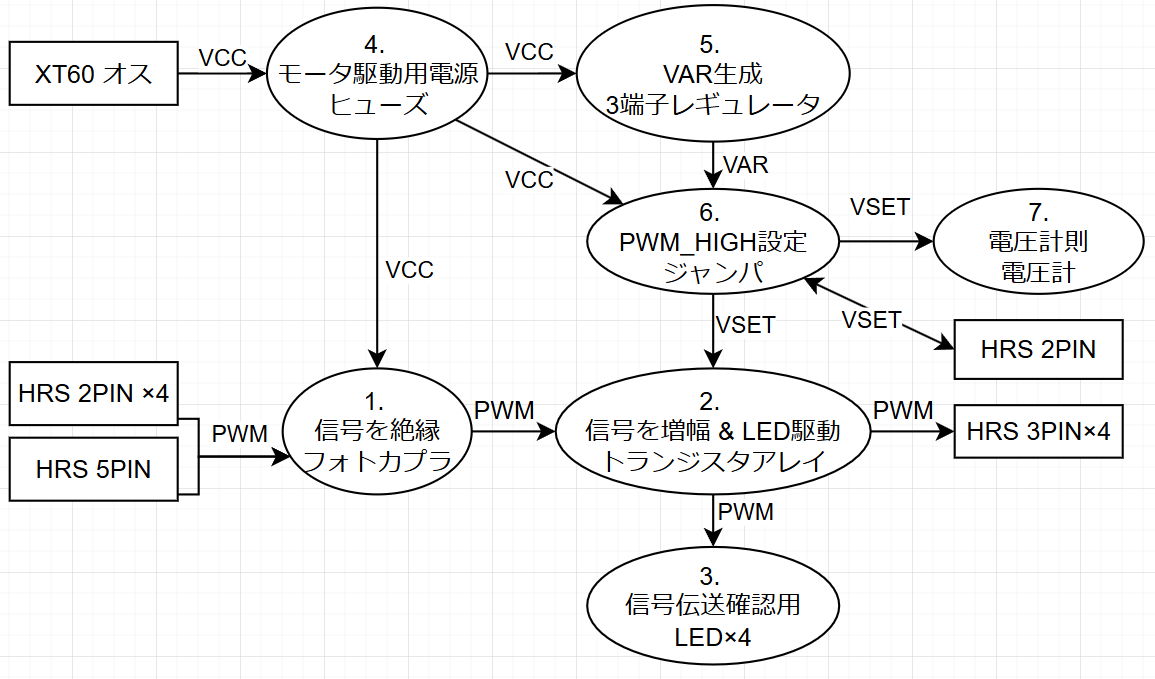 XT60 オス
VCC
4.
モータ駆動用電源
ヒューズ
VCC
5.
VAR生成
3端子レギュレータ
VCC
VAR
6.
PWM_HIGH設定
ジャンパ
VSET
7.
電圧計則
電圧計
VCC
VSET
VSET
HRS 2PIN
HRS 2PIN ×4
HRS 5PIN
PWM
1.
信号を絶縁
フォトカプラ
PWM
2.
信号を増幅 & LED駆動
トランジスタアレイ
PWM
HRS 3PIN×4
PWM
3.
信号伝送確認用
LED×4